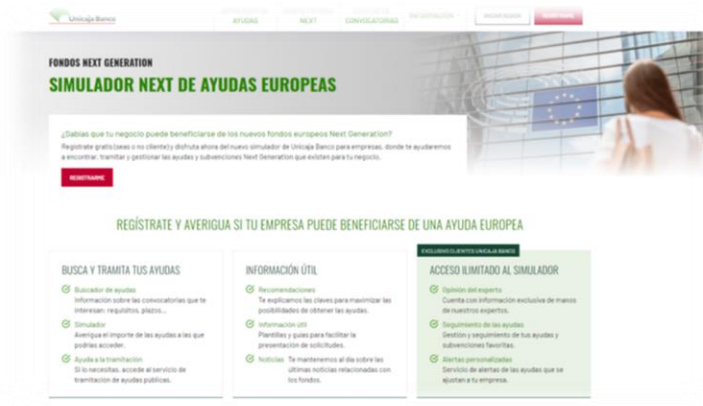 Unicaja Banco
AYUDAS
NEXT
CONVOCATORIAS
FONDOS NEXT GENERATION
SIMULADOR NEXT DE AYUDAS EUROPEAS
¿Sabías que tu negocio puede beneficiarse de los nuevos fondos europeos Next Generation?
Regístrate gratis (seas o no cliente) y disfruta ahora del nuevo simulador de Unicaja Banco para empresas, donde te ayudaremos
a encontrar, tramitar y gestionar las ayudas y subvenciones Next Generation que existen para tu negocio.
REGISTRARME
REGÍSTRATE Y AVERIGUA SI TU EMPRESA PUEDE BENEFICIARSE DE UNA AYUDA EUROPEA
BUSCA Y TRAMITA TUS AYUDAS
Buscador de ayudas
Información sobre las convocatorias que te
interesan: requisitos, plazos...
Simulador
Averigua el importe de las ayudas a las que
podrías acceder.
Ayuda a la tramitación
Si lo necesitas, accede al servicio de
tramitacion de ayudas públicas.
INFORMACIÓN ÚTIL
Recomendaciones
Te explicamos las claves para maximizar las
posibilidades de obtener las ayudas.
Información útil
Plantillas y guías para facilitar la
presentación de solicitudes.
Noticias Te mantenemos al día sobre las
últimas noticias relacionadas con
los fondos.
EXCLUSIVO CLIENTES UNICAJA BANCO
ACCESO ILIMITADO AL SIMULADOR
Opinión del experto
Cuenta con información exclusiva de manos
de nuestros expertos.
Seguimiento de las ayudas
Gestión y seguimiento de tus ayudas y
subvenciones favoritas.
Alertas personalizadas
Servicio de alertas de las ayudas que se
ajustan a tu empresa.